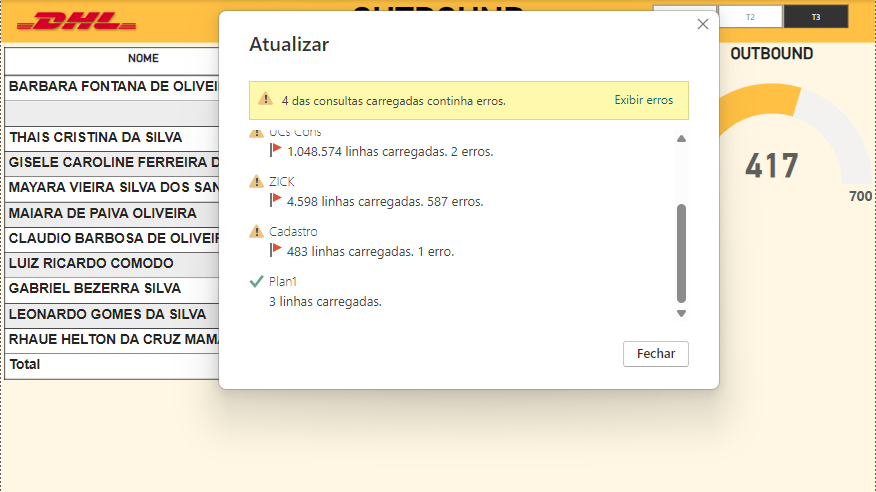 DHL
OUTBOUND
T2
T3
NOME
BARBARA FONTANA DE OLIVEI
THAIS CRISTINA DA SILVA
GISELE CAROLINE FERREIRA D
MAYARA VIEIRA SILVA DOS SAN
MAIARA DE PAIVA OLIVEIRA
CLAUDIO BARBOSA DE OLIVEIF
LUIZ RICARDO COMODO
GABRIEL BEZERRA SILVA
LEONARDO GOMES DA SILVA
RHAUE HELTON DA CRUZ MAM
Total
Atualizar
4 das consultas carregadas continha erros.
Exibir erros
UCs Cons
1.048.574 linhas carregadas. 2 erros.
ZICK
4.598 linhas carregadas. 587 erros.
Cadastro
483 linhas carregadas. 1 erro.
Plan1
3 linhas carregadas.
Fechar
OUTBOUND
417
700